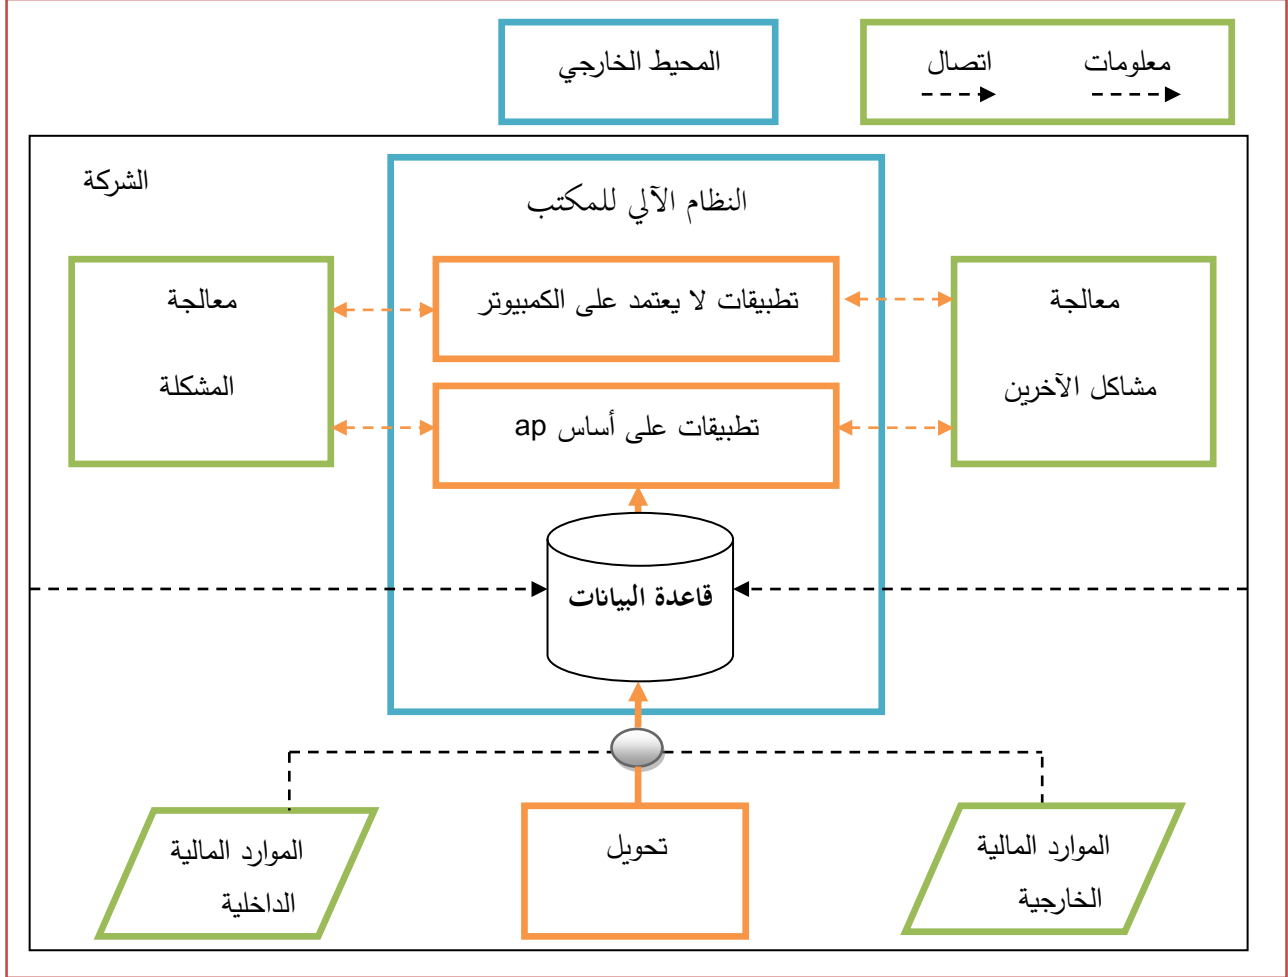 معلومات اتصال
المحيط الخارجي
الشركة
النظام الآلي للمكتب
معالجة
مشاكل الآخرين
تطبيقات لا يعتمد على الكمبيوتر
معالجة
المشكلة
تطبيقات على أساس ap
قاعدة البيانات
الموارد المالية
الخارجية
تحويل
الموارد المالية
الداخلية